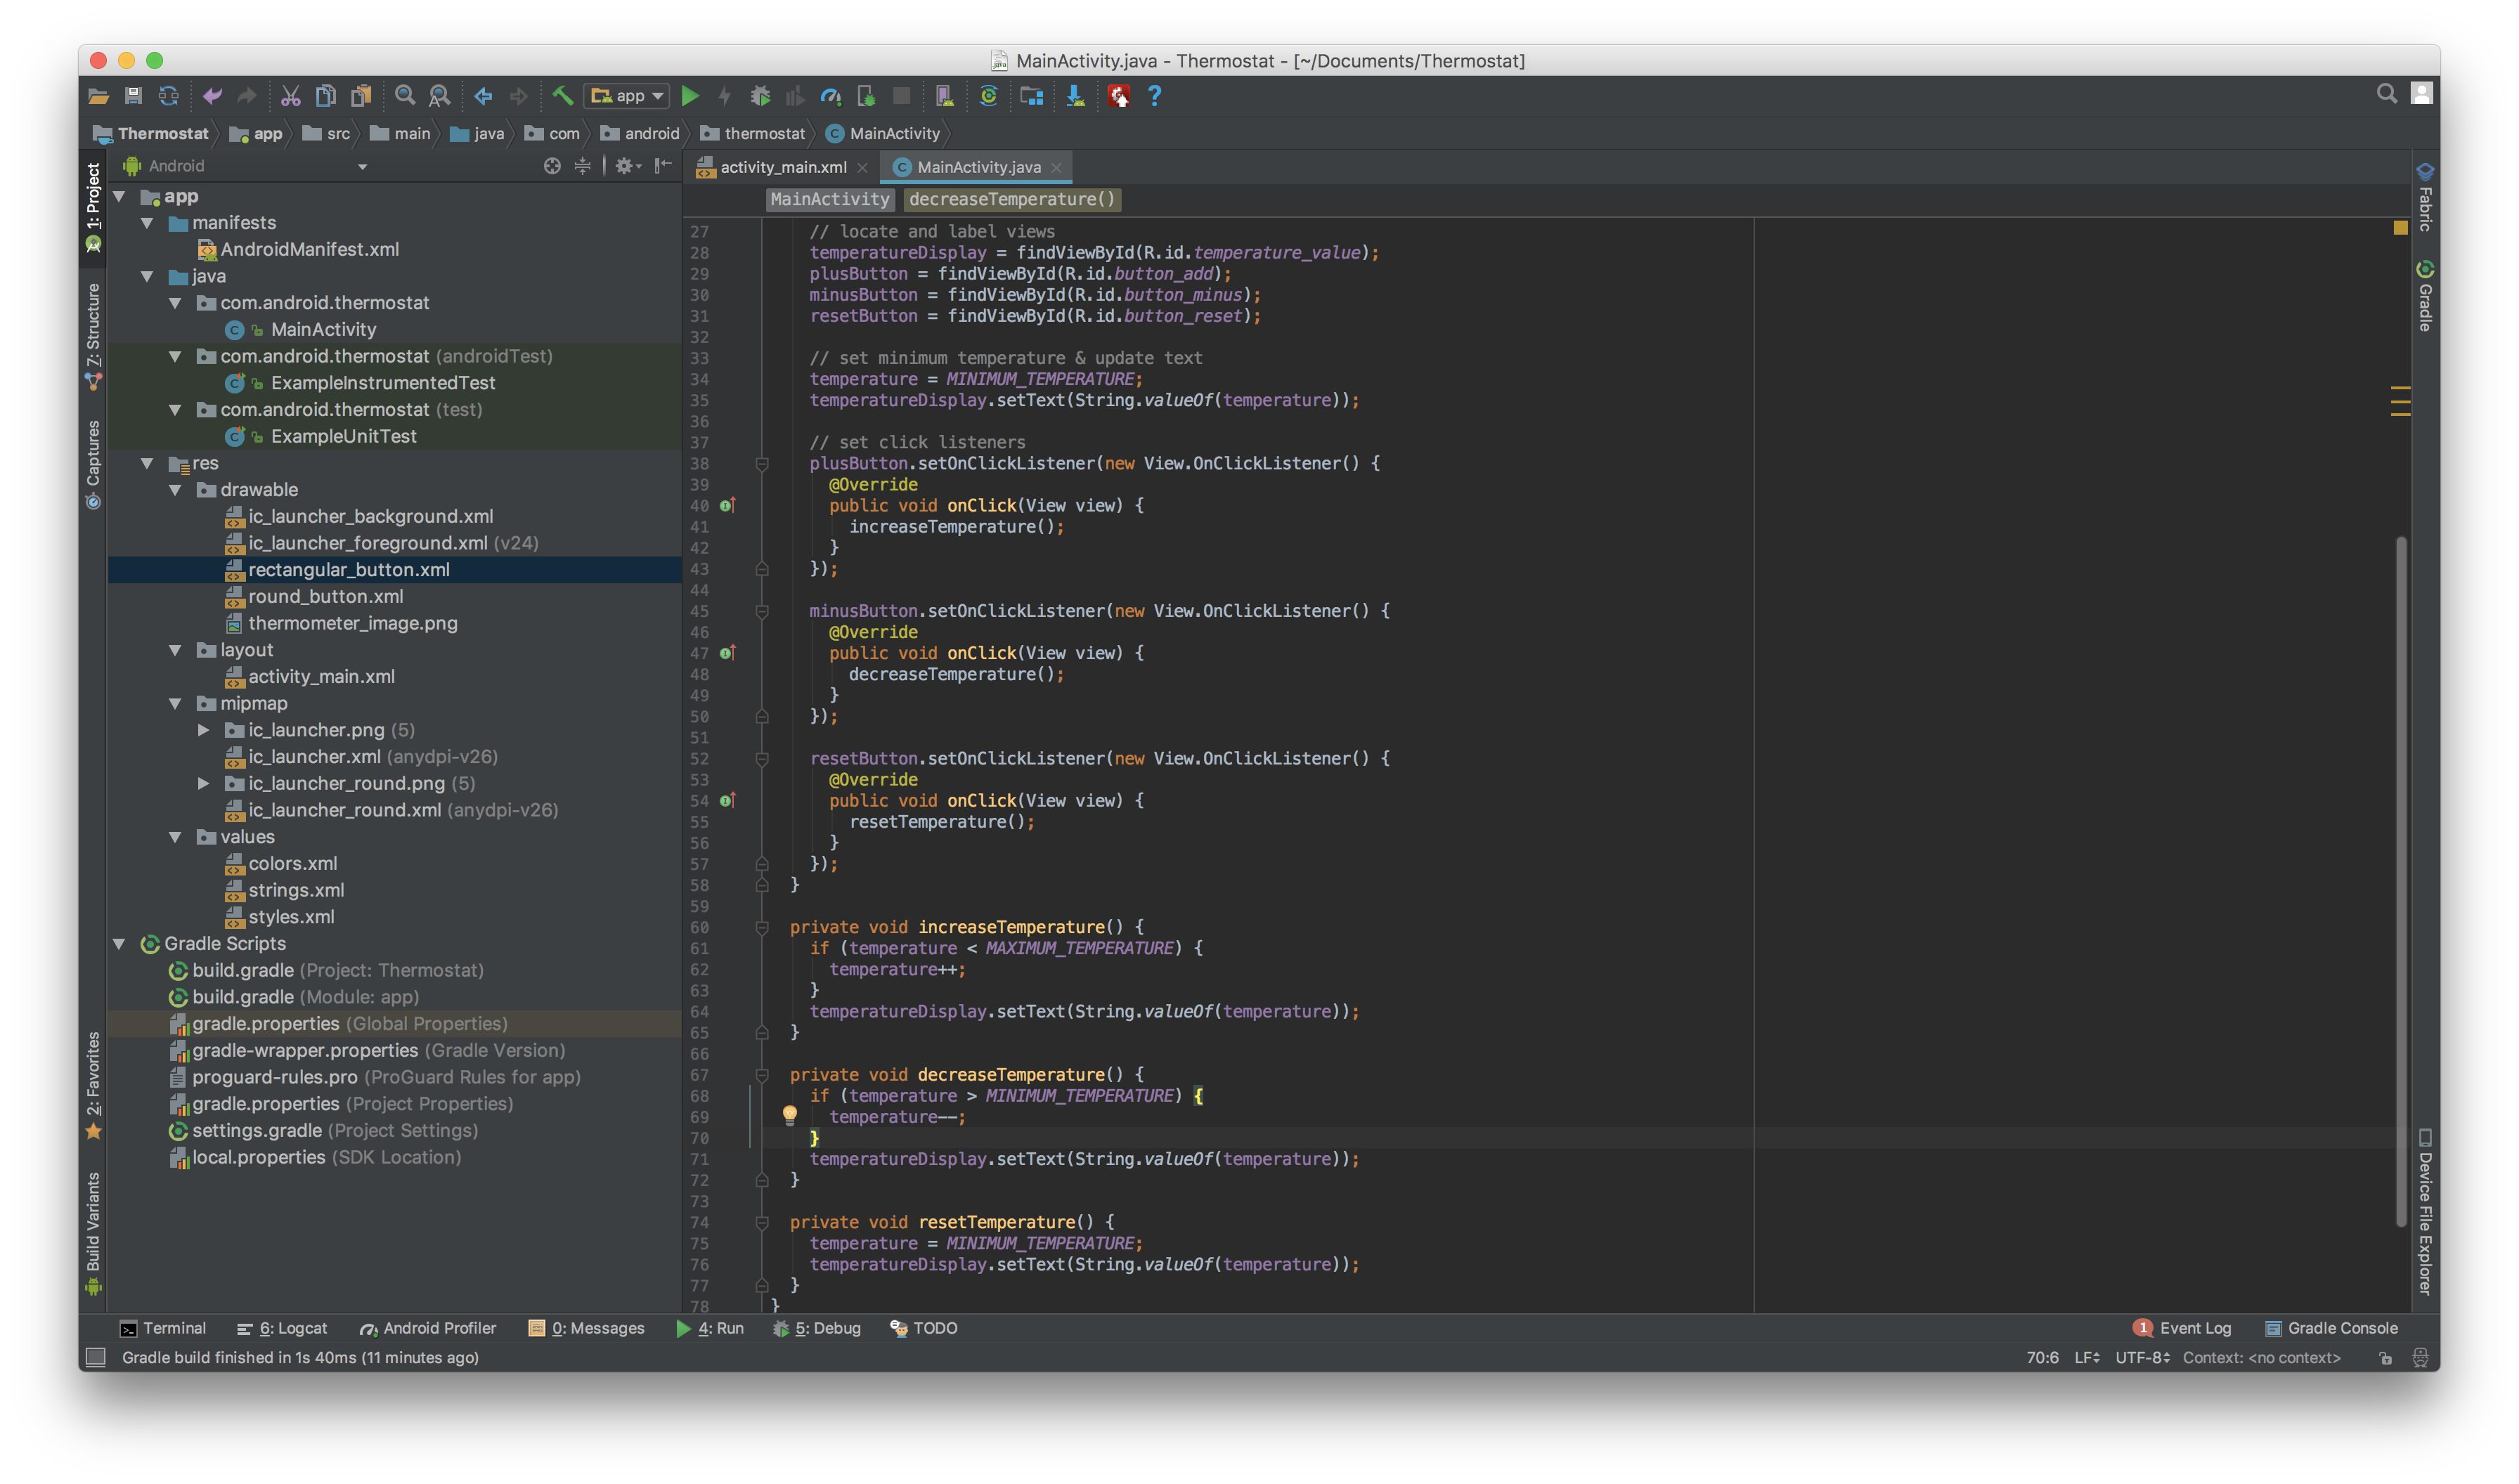 MainActivity.java - Thermostat - [~/Documents/Thermostat]
app
Thermostat app src main java com android thermostat MainActivity
1: Project
Z: Structure
Captures
2: Favorites
Build Variants
Android
app
manifests
AndroidManifest.xml
java
com.android.thermostat
MainActivity
com.android.thermostat (androidTest)
ExampleInstrumentedTest
com.android.thermostat (test)
ExampleUnitTest
res
drawable
ic_launcher_background.xml
ic_launcher_foreground.xml (v24)
rectangular_button.xml
round_button.xml
thermometer_image.png
layout
activity_main.xml
mipmap
ic_launcher.png (5)
ic_launcher.xml (anydpi-v26)
ic_launcher_round.png (5)
ic_launcher_round.xml (anydpi-v26)
values
colors.xml
strings.xml
styles.xml
Gradle Scripts
build.gradle (Project: Thermostat)
build.gradle (Module: app)
gradle.properties (Global Properties)
gradle-wrapper.properties (Gradle Version)
proguard-rules.pro (ProGuard Rules for app)
gradle.properties (Project Properties)
settings.gradle (Project Settings)
local.properties (SDK Location)
activity_main.xml MainActivity.java
MainActivity decreaseTemperature()
27 // locate and label views
28 temperatureDisplay = findViewById(R.id.temperature_value);
29 plusButton = findViewById(R.id.button_add);
30 minusButton = findViewById(R.id.button_minus);
31 resetButton = findViewById(R.id.button_reset);
32
33 // set minimum temperature & update text
34 temperature = MINIMUM_TEMPERATURE;
35 temperatureDisplay.setText(String.valueOf(temperature));
36
37 // set click listeners
38 plusButton.setOnClickListener(new View.OnClickListener() {
39 @Override
40 public void onClick(View view) {
41 increaseTemperature();
42 }
43 });
44
45 minusButton.setOnClickListener(new View.OnClickListener() {
46 @Override
47 public void onClick(View view) {
48 decreaseTemperature();
49 }
50 });
51
52 resetButton.setOnClickListener(new View.OnClickListener() {
53 @Override
54 public void onClick(View view) {
55 resetTemperature();
56 }
57 });
58 }
59
60 private void increaseTemperature() {
61 if (temperature < MAXIMUM_TEMPERATURE) {
62 temperature++;
63 }
64 temperatureDisplay.setText(String.valueOf(temperature));
65 }
66
67 private void decreaseTemperature() {
68 if (temperature > MINIMUM_TEMPERATURE) {
69 temperature--;
70 }
71 temperatureDisplay.setText(String.valueOf(temperature));
72 }
73
74 private void resetTemperature() {
75 temperature = MINIMUM_TEMPERATURE;
76 temperatureDisplay.setText(String.valueOf(temperature));
77 }
78 }
Fabric
Gradle
Device File Explorer
Terminal 6: Logcat Android Profiler 0: Messages 4: Run 5: Debug TODO 1 Event Log Gradle Console
Gradle build finished in 1s 40ms (11 minutes ago) 70:6 LF UTF-8 Context: <no context>